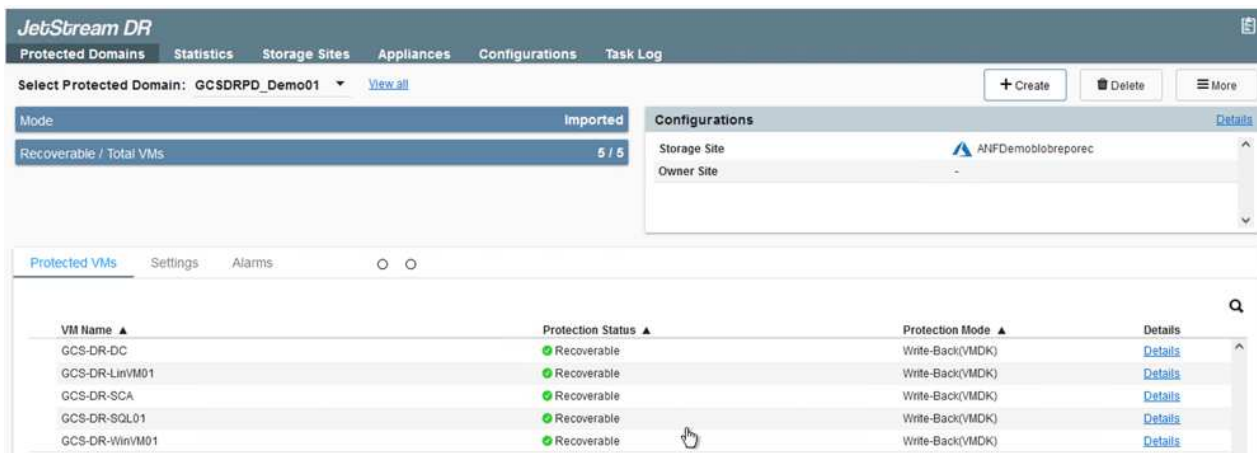 JetStream DR
Protected Domains Statistics Storage Sites Appliances Configurations Task Log
Select Protected Domain: GCSDRPD_Demo01 View all + Create Delete More
Mode Imported
Recoverable / Total VMs 5 / 5
Configurations Details
Storage Site ANFDemoblobreporec
Owner Site -
Protected VMs Settings Alarms
VM Name Protection Status Protection Mode Details
GCS-DR-DC Recoverable Write-Back(VMDK) Details
GCS-DR-LinVM01 Recoverable Write-Back(VMDK) Details
GCS-DR-SCA Recoverable Write-Back(VMDK) Details
GCS-DR-SQL01 Recoverable Write-Back(VMDK) Details
GCS-DR-WinVM01 Recoverable Write-Back(VMDK) Details